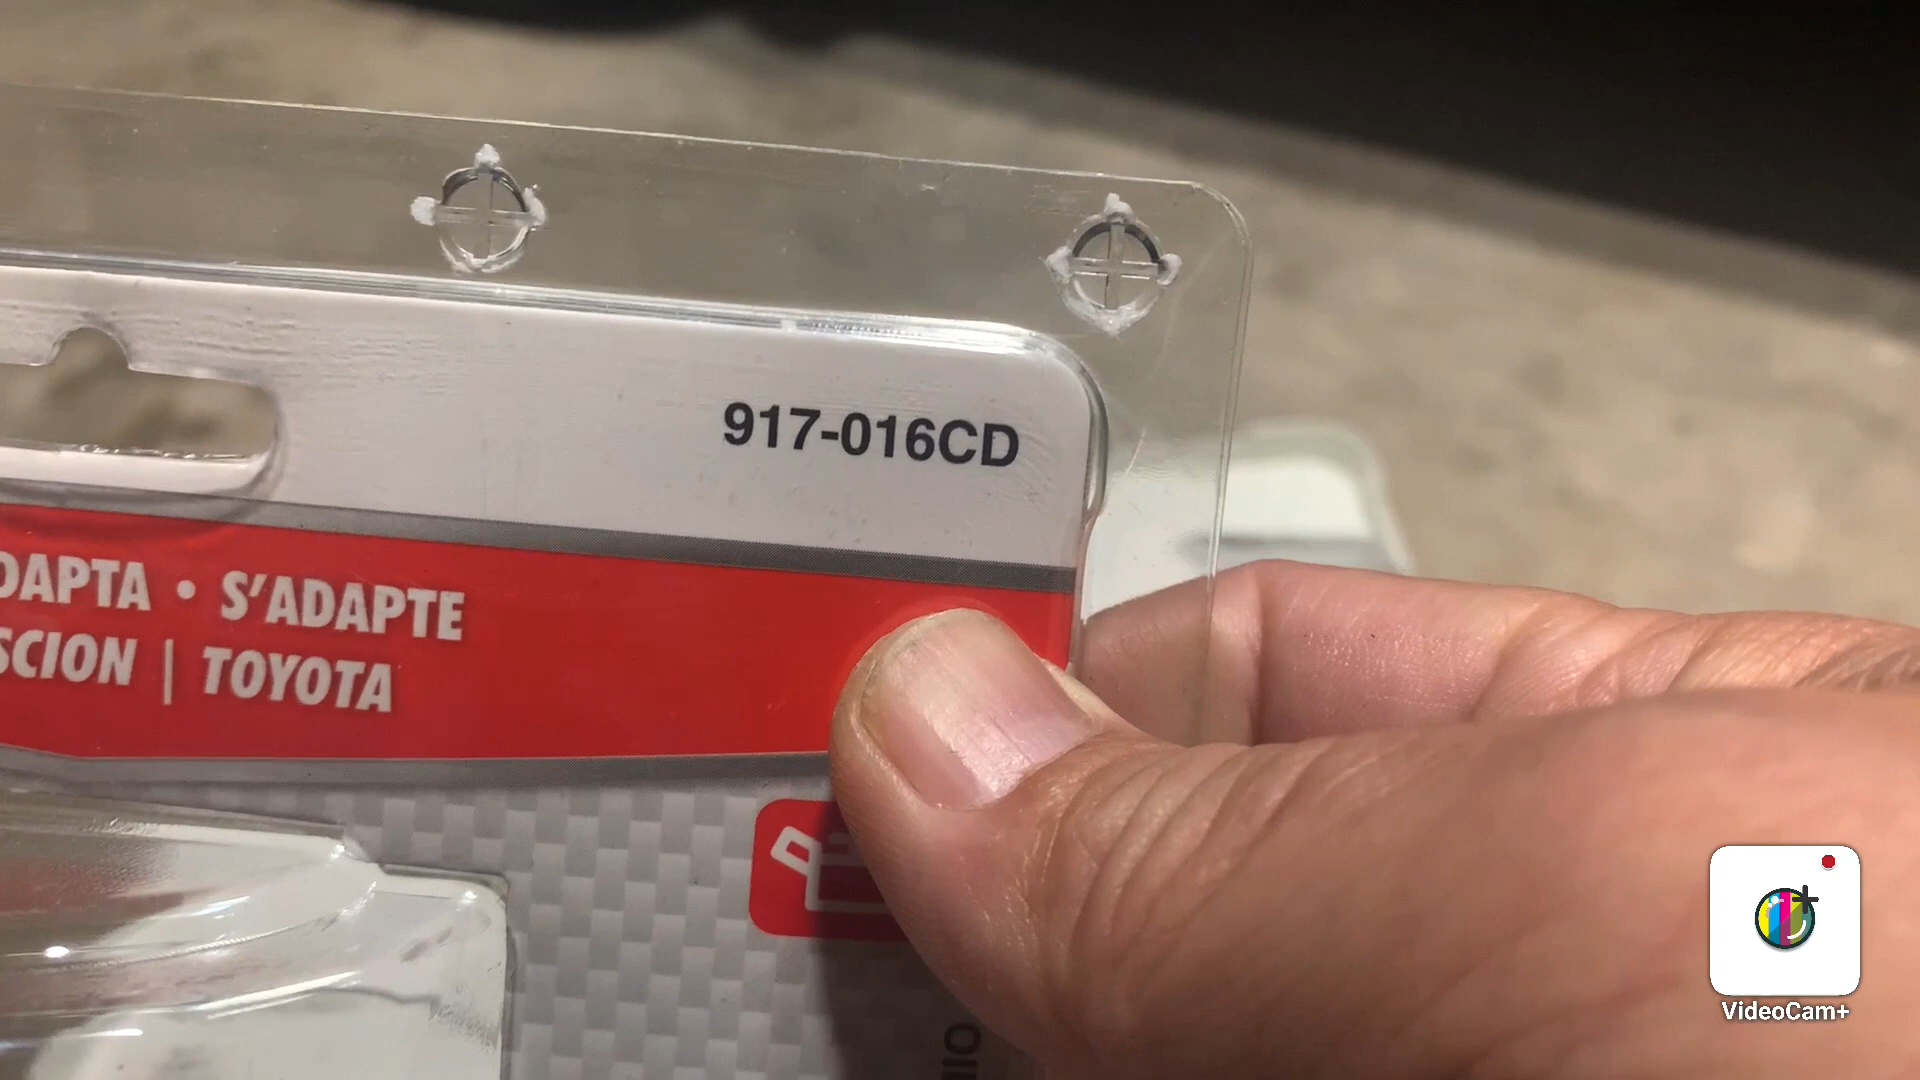 917-016CD
DAPTA • S'ADAPTE
SCION | TOYOTA
VideoCam+